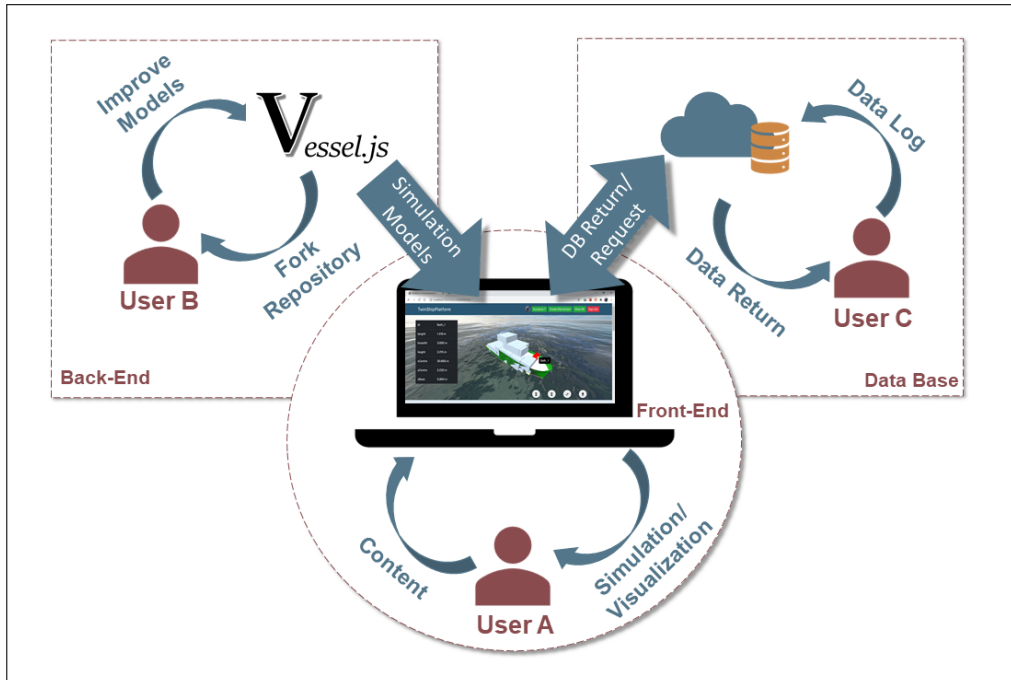 Improve
Models
Vessel.js
Fork
Repository
User B
Back-End
Simulation
Models
DB Return/
Request
Data Log
Data Return
User C
Data Base
TwinShipPlatform
Front-End
Content
Simulation/
Visualization
User A